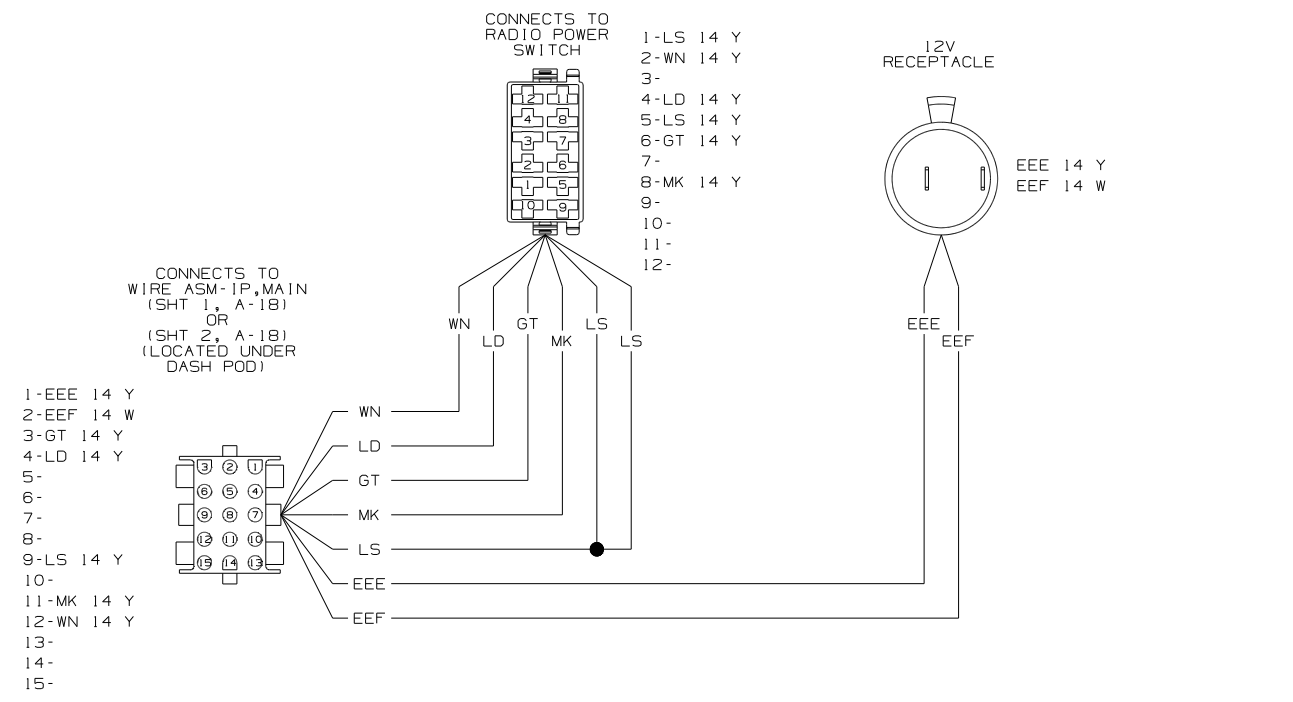 CONNECTS TO
RADIO POWER
SWITCH
1-LS 14 Y
2-WN 14 Y
3-
4-LD 14 Y
5-LS 14 Y
6-GT 14 Y
7-
8-MK 14 Y
9-
10-
11-
12-
12V
RECEPTACLE
EEE 14 Y
EEF 14 W
12 11
4 8
3 7
2 6
1 5
10 9
CONNECTS TO
WIRE ASM-IP,MAIN
(SHT 1, A-18)
OR
(SHT 2, A-18)
(LOCATED UNDER
DASH POD)
WN
LD
GT
MK
LS
LS
EEE
EEF
1-EEE 14 Y
2-EEF 14 W
3-GT 14 Y
4-LD 14 Y
5-
6-
7-
8-
9-LS 14 Y
10-
11-MK 14 Y
12-WN 14 Y
13-
14-
15-
3 2 1
6 5 4
9 8 7
12 11 10
15 14 13
WN
LD
GT
MK
LS
EEE
EEF